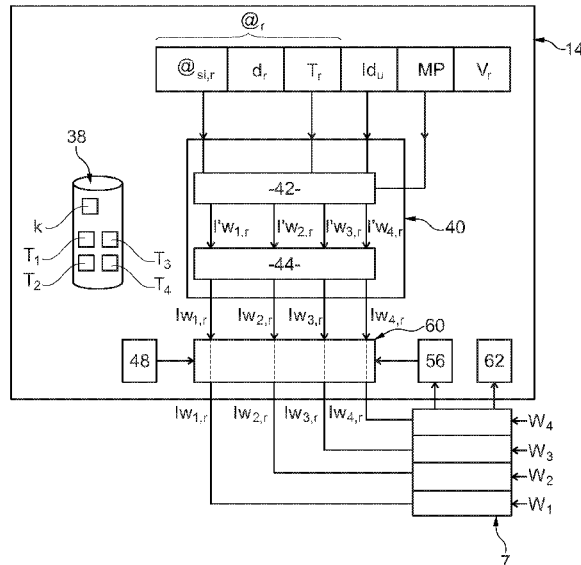 @r
14
@si,r dr Tr Idu MP Vr
38
-42-
k
I'w1,r I'w2,r I'w3,r I'w4,r
40
T1 T3
-44-
T2 T4
Iw1,r Iw2,r Iw3,r Iw4,r
60
48 56 62
Iw1,r Iw2,r Iw3,r Iw4,r
W4
W3
W2
W1
7